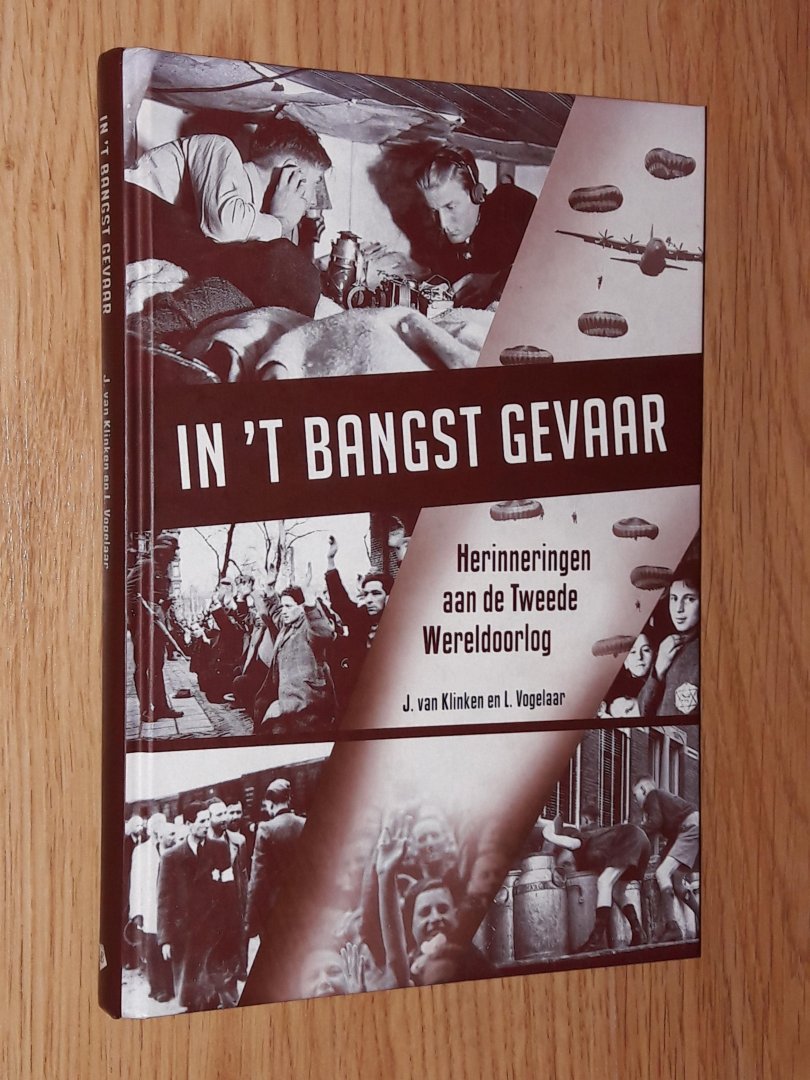 IN 'T BANGST GEVAAR
J. van Klinken en L. Vogelaar
IN 'T BANGST GEVAAR
Herinneringen
aan de Tweede
Wereldoorlog
J. van Klinken en L. Vogelaar